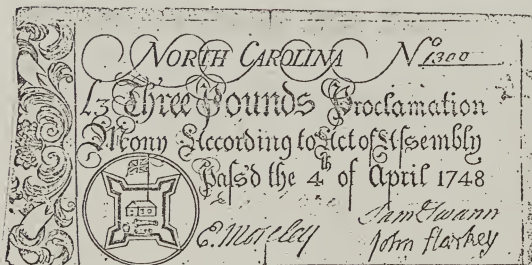 NORTH CAROLINA No 1300
£3 Three Pounds Proclamation
Mony According to Act of Assembly
Pass'd the 4th of April 1748
E. Moseley
Sam Swann
John Starkey